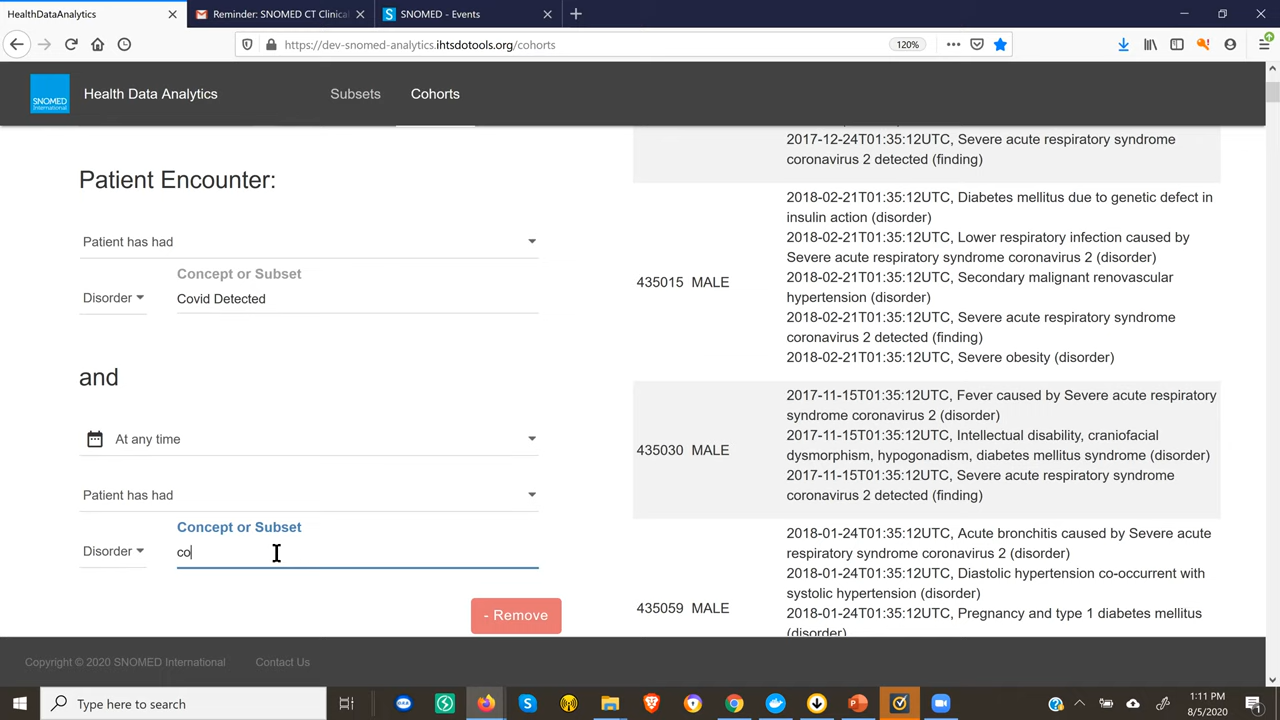 HealthDataAnalytics
Reminder: SNOMED CT Clinical
SNOMED - Events
https://dev-snomed-analytics.ihtsdotools.org/cohorts
120%
SNOMED
International
Health Data Analytics
Subsets
Cohorts
Patient Encounter:
Patient has had
Concept or Subset
Disorder
Covid Detected
and
At any time
Patient has had
Concept or Subset
Disorder
co
- Remove
2017-12-24T01:35:12UTC, Severe acute respiratory syndrome
coronavirus 2 detected (finding)
435015 MALE
2018-02-21T01:35:12UTC, Diabetes mellitus due to genetic defect in
insulin action (disorder)
2018-02-21T01:35:12UTC, Lower respiratory infection caused by
Severe acute respiratory syndrome coronavirus 2 (disorder)
2018-02-21T01:35:12UTC, Secondary malignant renovascular
hypertension (disorder)
2018-02-21T01:35:12UTC, Severe acute respiratory syndrome
coronavirus 2 detected (finding)
2018-02-21T01:35:12UTC, Severe obesity (disorder)
435030 MALE
2017-11-15T01:35:12UTC, Fever caused by Severe acute respiratory
syndrome coronavirus 2 (disorder)
2017-11-15T01:35:12UTC, Intellectual disability, craniofacial
dysmorphism, hypogonadism, diabetes mellitus syndrome (disorder)
2017-11-15T01:35:12UTC, Severe acute respiratory syndrome
coronavirus 2 detected (finding)
435059 MALE
2018-01-24T01:35:12UTC, Acute bronchitis caused by Severe acute
respiratory syndrome coronavirus 2 (disorder)
2018-01-24T01:35:12UTC, Diastolic hypertension co-occurrent with
systolic hypertension (disorder)
2018-01-24T01:35:12UTC, Pregnancy and type 1 diabetes mellitus
(disorder)
Copyright © 2020 SNOMED International
Contact Us
Type here to search
1:11 PM
8/5/2020